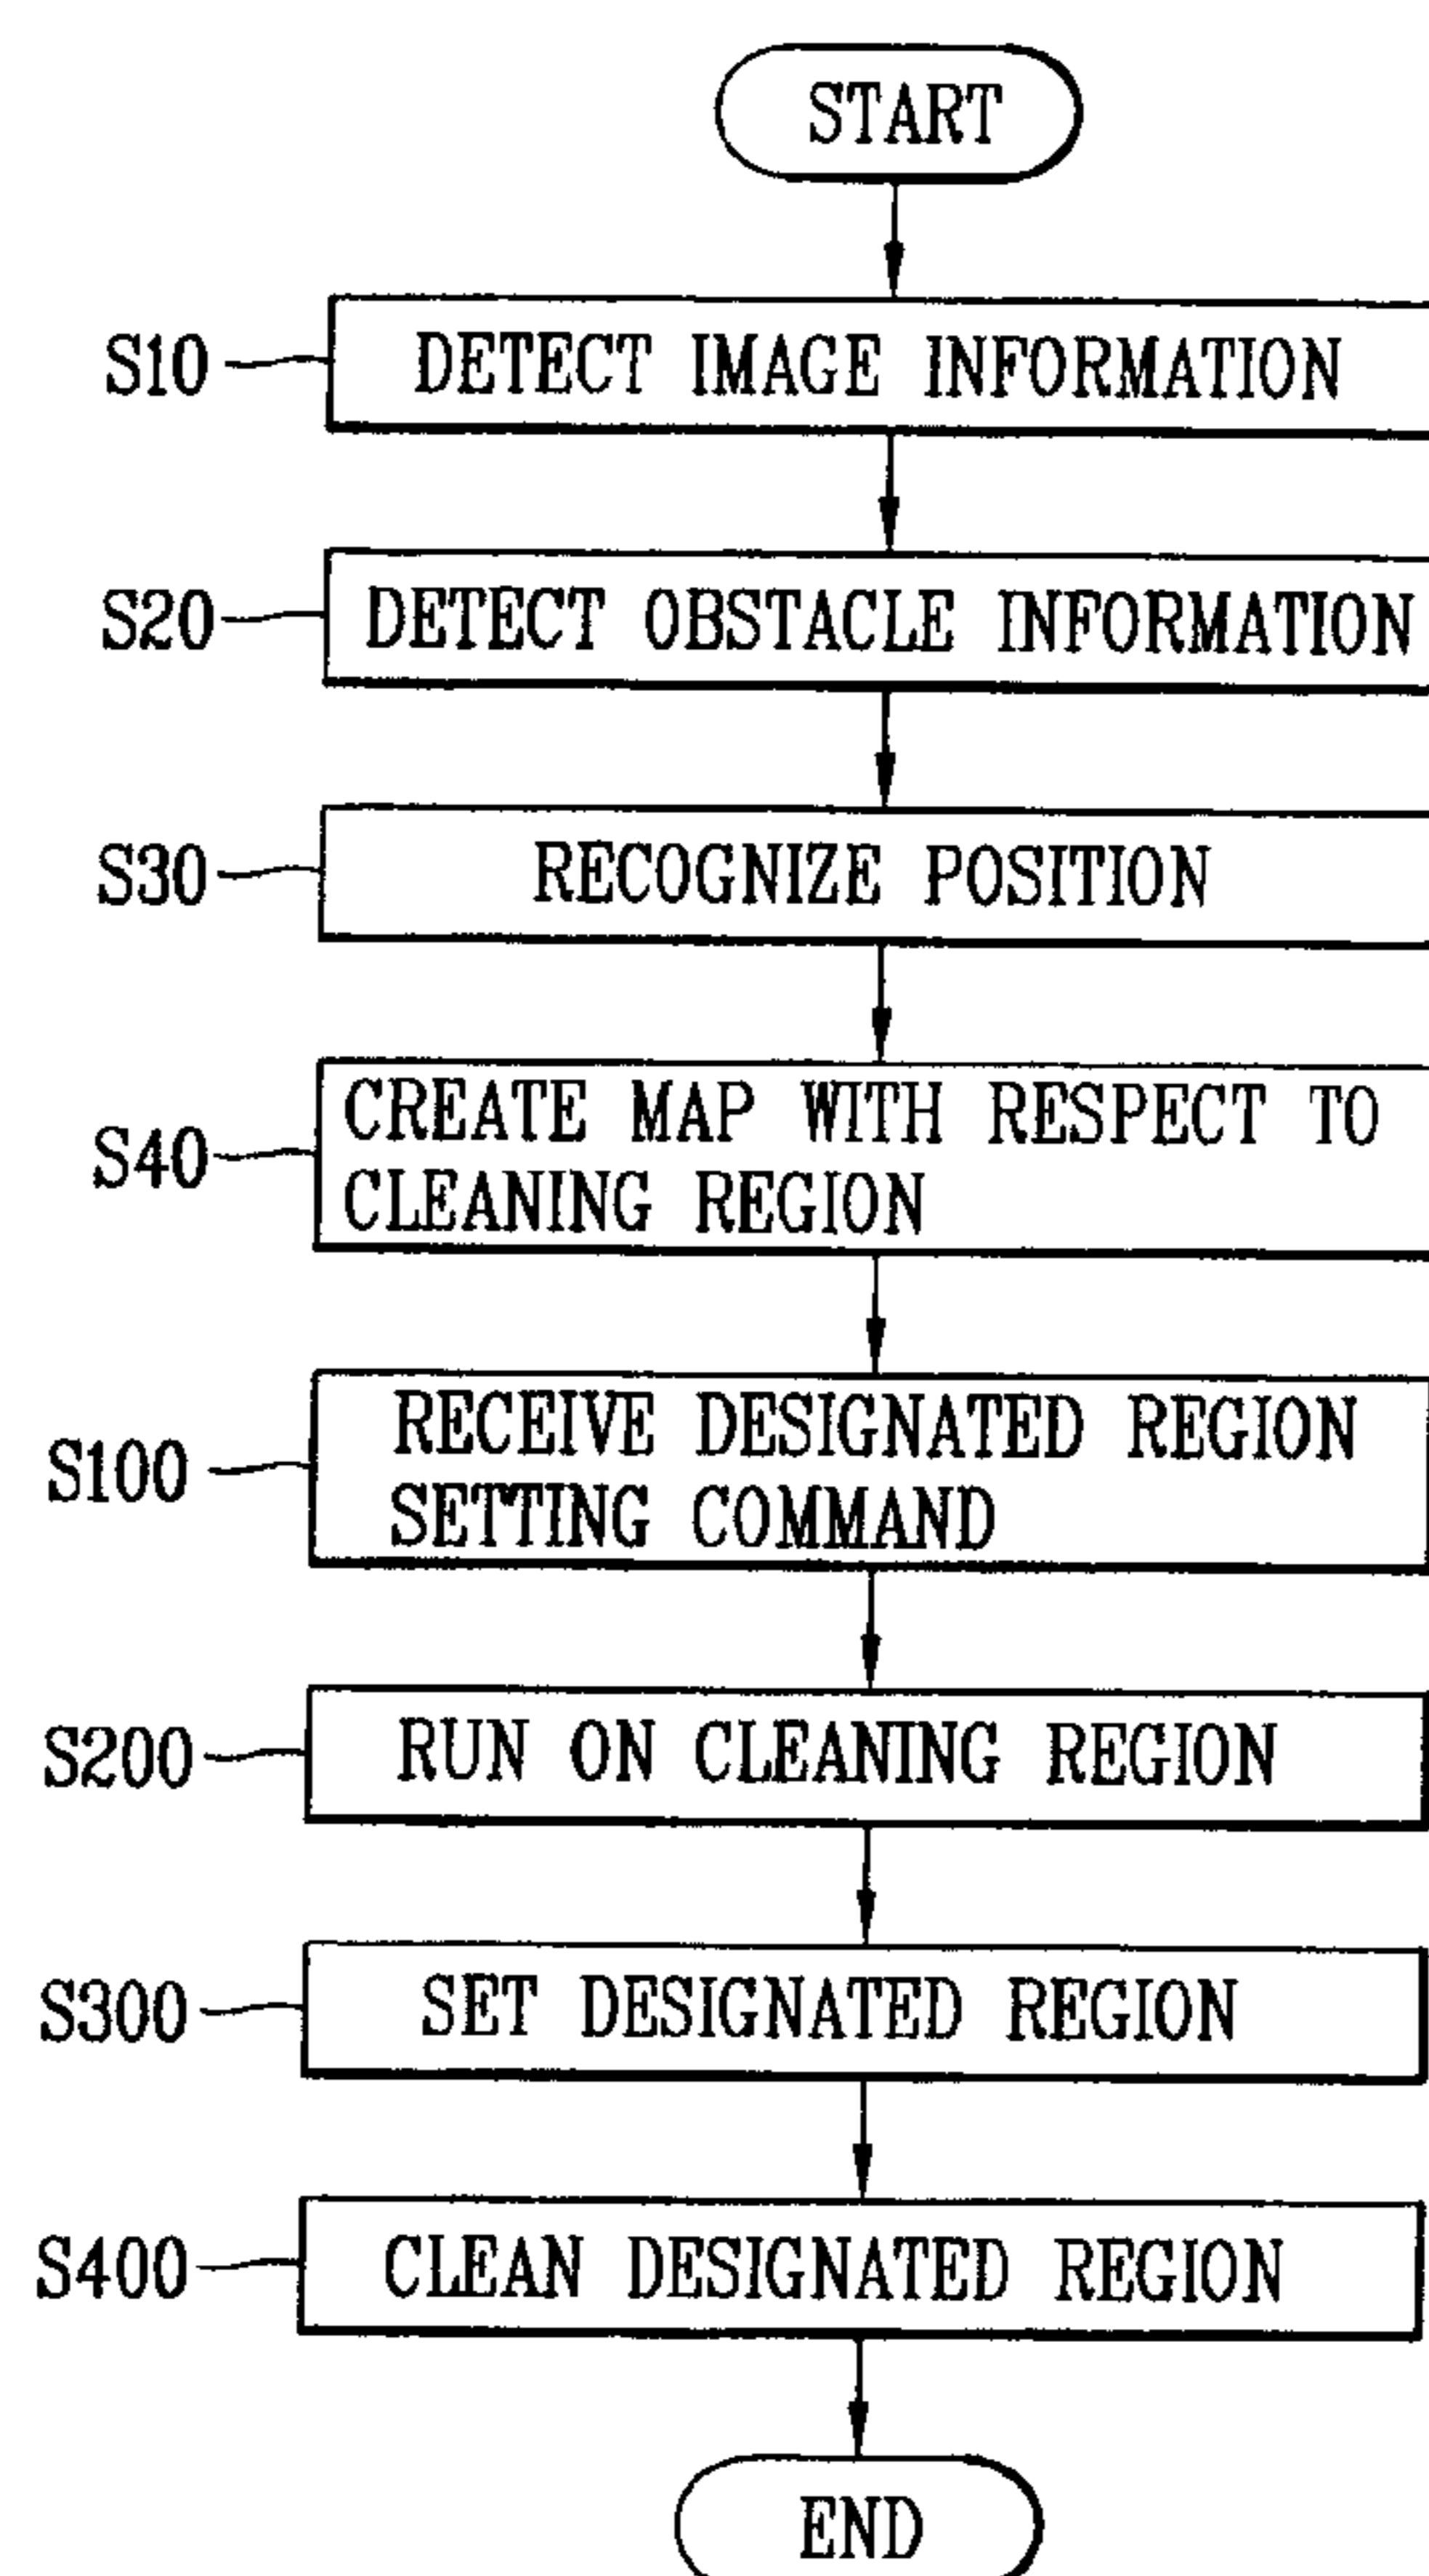 START
S10 DETECT IMAGE INFORMATION
S20 DETECT OBSTACLE INFORMATION
S30 RECOGNIZE POSITION
S40 CREATE MAP WITH RESPECT TO
CLEANING REGION
S100 RECEIVE DESIGNATED REGION
SETTING COMMAND
S200 RUN ON CLEANING REGION
S300 SET DESIGNATED REGION
S400 CLEAN DESIGNATED REGION
END